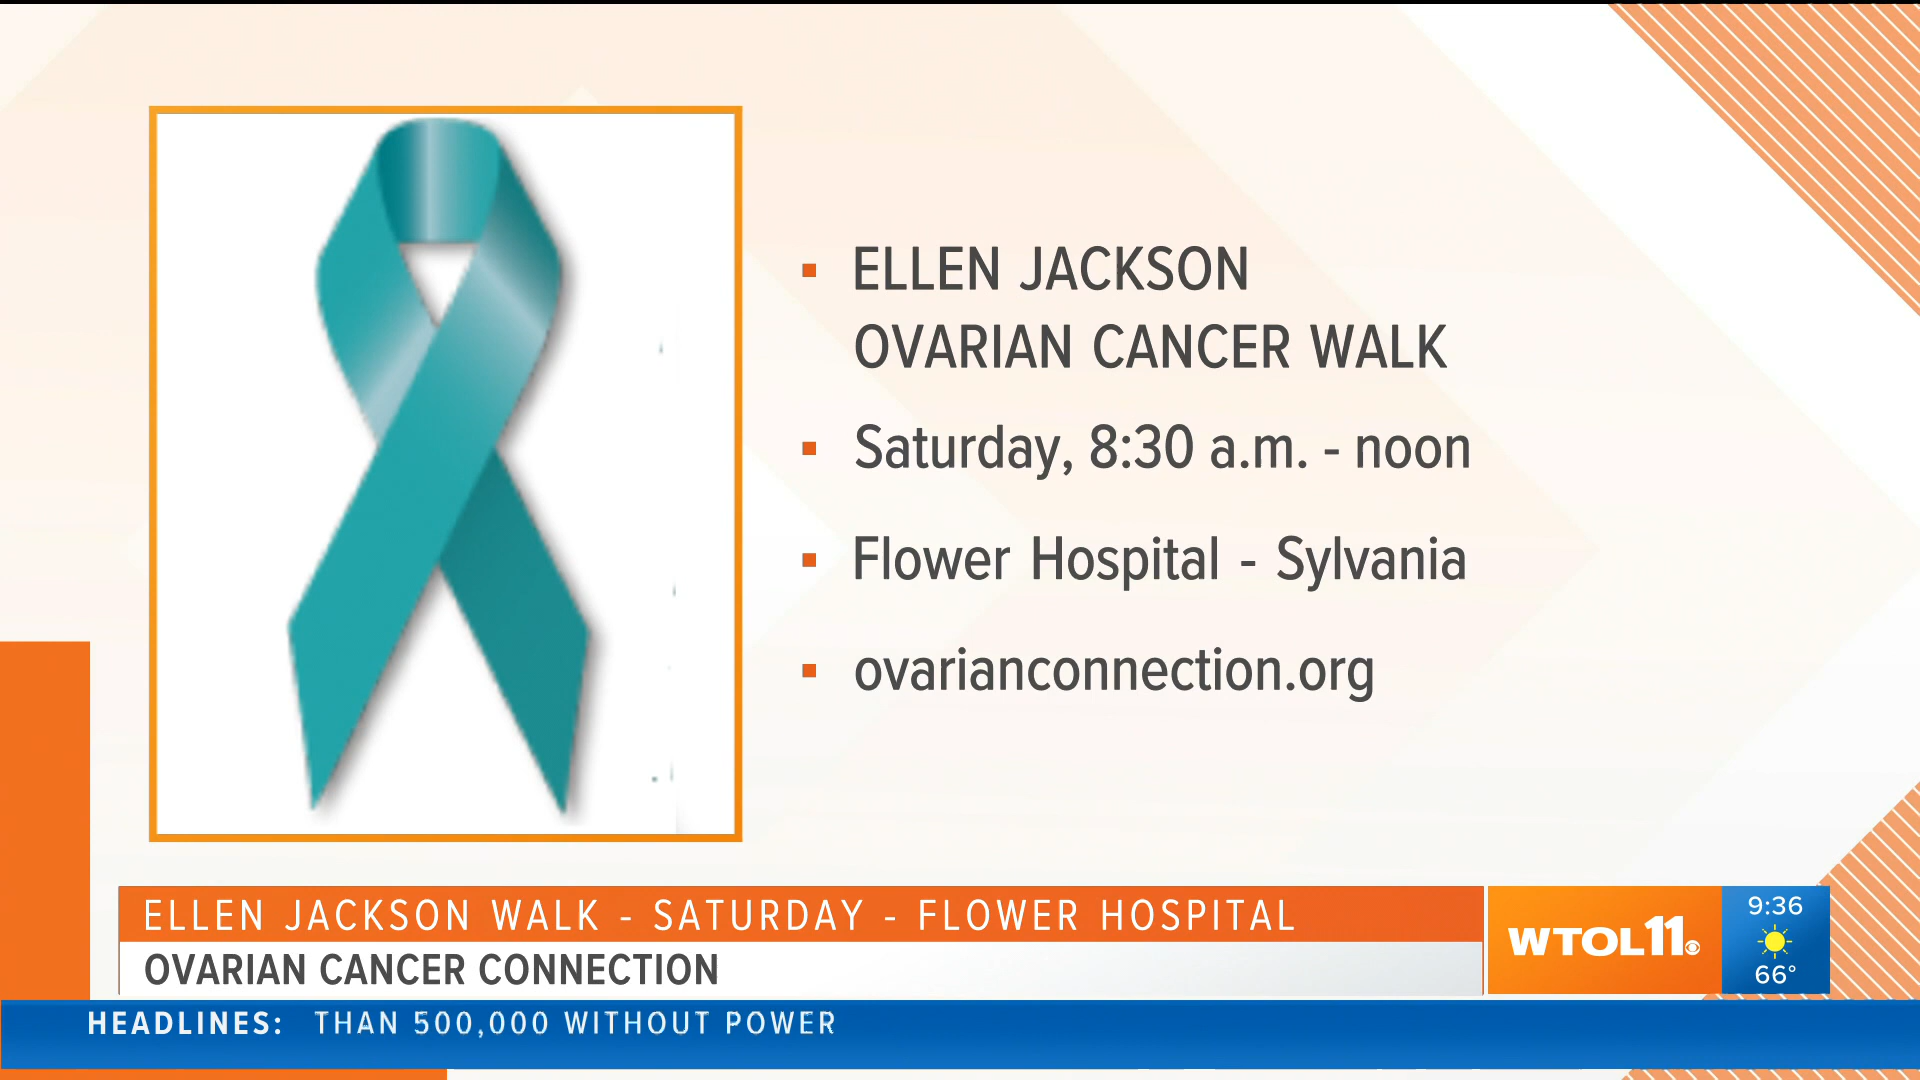 ELLEN JACKSON
OVARIAN CANCER WALK
Saturday, 8:30 a.m. - noon
Flower Hospital - Sylvania
ovarianconnection.org
ELLEN JACKSON WALK - SATURDAY - FLOWER HOSPITAL
OVARIAN CANCER CONNECTION
WTOL11
9:36
66°
HEADLINES: THAN 500,000 WITHOUT POWER